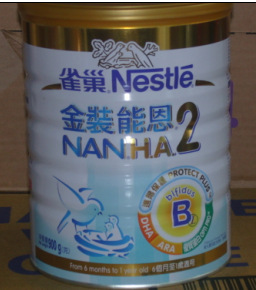 雀巢 Nestlé
金裝能恩 2
NAN H.A.
PROTECT PLUS
bifidus
B
DHA
ARA
900g
From 6 months to 1 year old 6個月至1歲適用